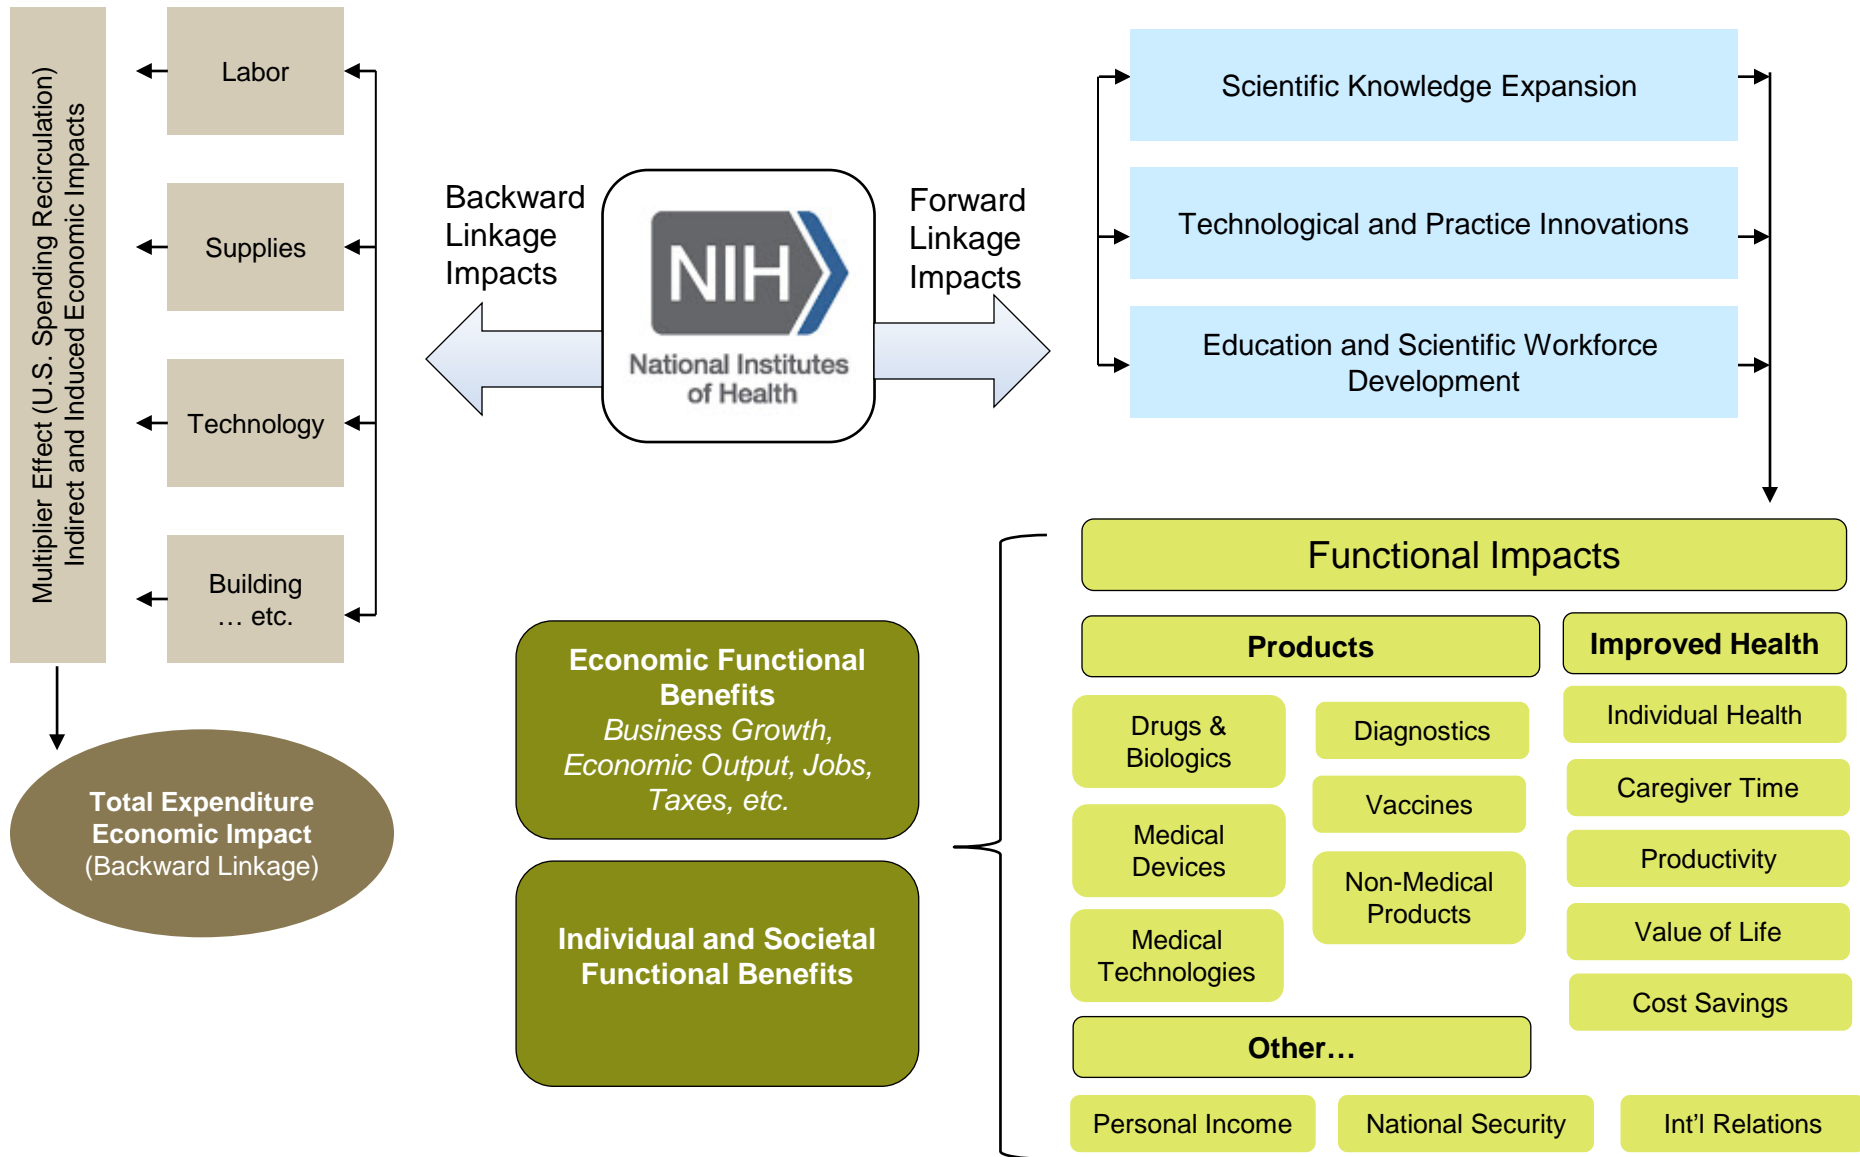 Multiplier Effect (U.S. Spending Recirculation)
Indirect and Induced Economic Impacts
Labor
Supplies
Technology
Building
… etc.
Total Expenditure
Economic Impact
(Backward Linkage)
Backward
Linkage
Impacts
NIH
National Institutes
of Health
Forward
Linkage
Impacts
Scientific Knowledge Expansion
Technological and Practice Innovations
Education and Scientific Workforce
Development
Economic Functional
Benefits
Business Growth,
Economic Output, Jobs,
Taxes, etc.
Individual and Societal
Functional Benefits
Functional Impacts
Products
Drugs &
Biologics
Medical
Devices
Medical
Technologies
Diagnostics
Vaccines
Non-Medical
Products
Improved Health
Individual Health
Caregiver Time
Productivity
Value of Life
Cost Savings
Other…
Personal Income
National Security
Int’l Relations